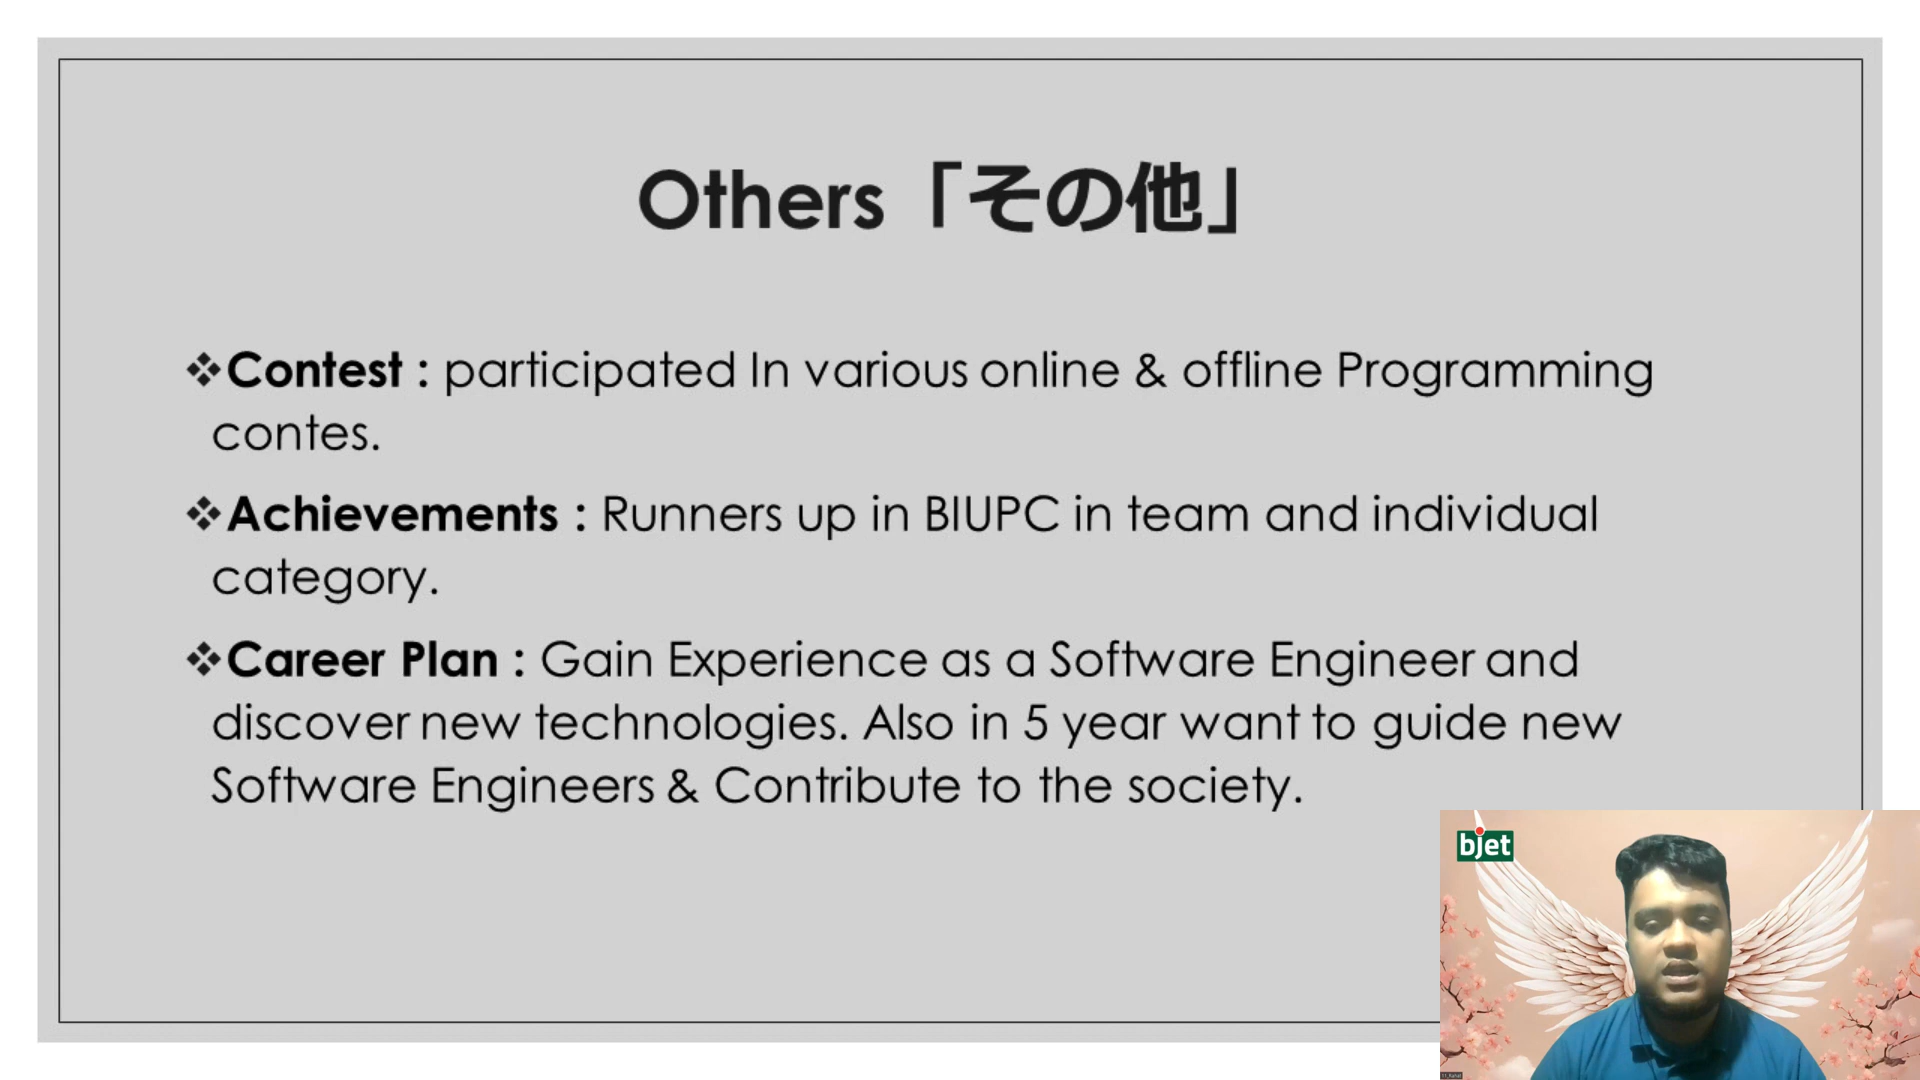 Others「その他」
❖Contest : participated In various online & offline Programming
contes.
❖Achievements : Runners up in BIUPC in team and individual
category.
❖Career Plan : Gain Experience as a Software Engineer and
discover new technologies. Also in 5 year want to guide new
Software Engineers & Contribute to the society.
bjet